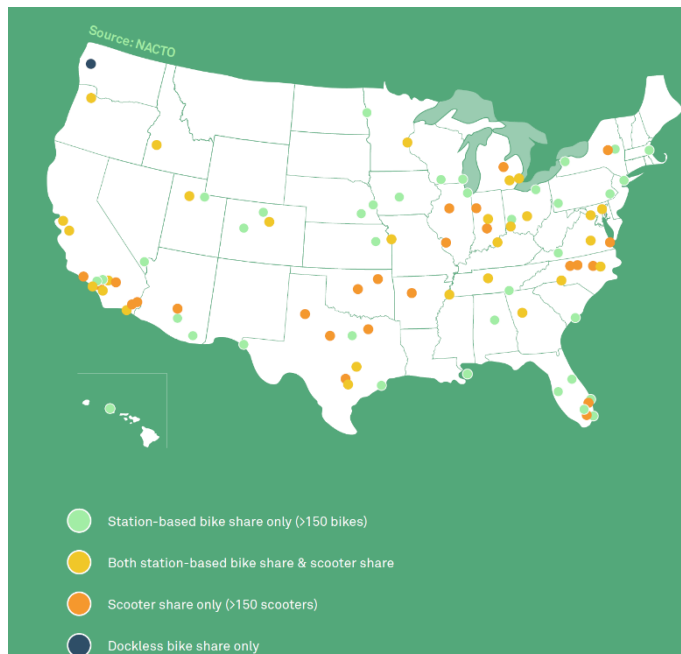 Source: NACTO
Station-based bike share only (>150 bikes)
Both station-based bike share & scooter share
Scooter share only (>150 scooters)
Dockless bike share only